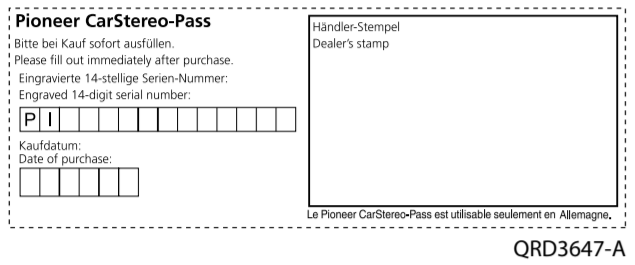 Pioneer CarStereo-Pass
Bitte bei Kauf sofort ausfüllen.
Please fill out immediately after purchase.
Eingravierte 14-stellige Serien-Nummer:
Engraved 14-digit serial number:
P I
Kaufdatum:
Date of purchase:
Händler-Stempel
Dealer's stamp
Le Pioneer CarStereo-Pass est utilisable seulement en Allemagne.
QRD3647-A